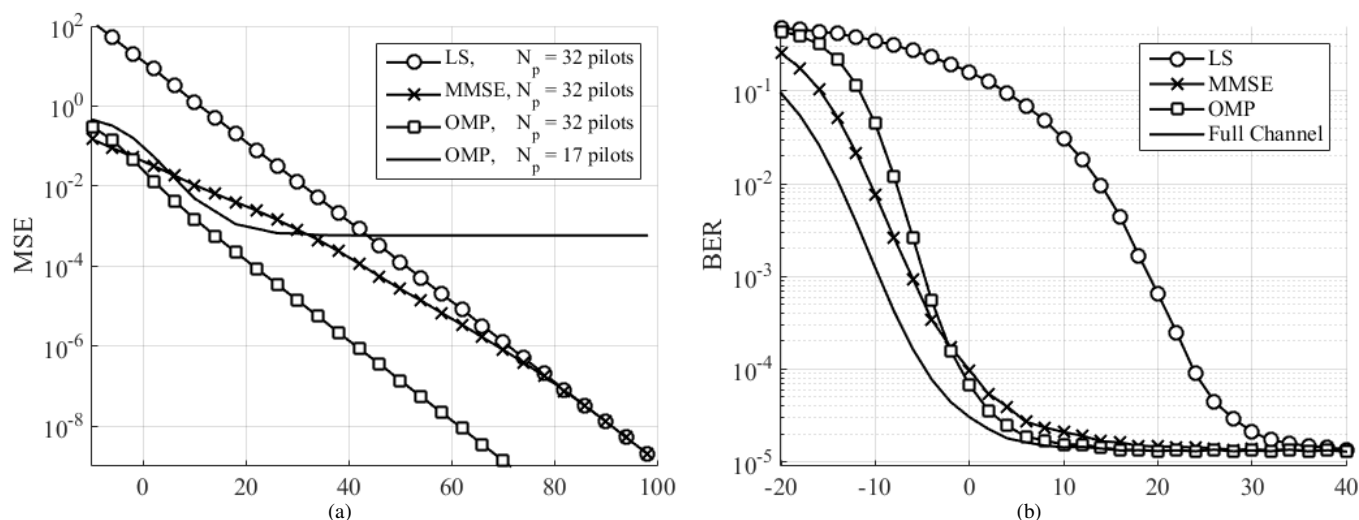 10^2
10^0
10^-2
10^-4
10^-6
10^-8
MSE
LS, N_p = 32 pilots
MMSE, N_p = 32 pilots
OMP, N_p = 32 pilots
OMP, N_p = 17 pilots
0 20 40 60 80 100
(a)
10^-1
10^-2
10^-3
10^-4
10^-5
BER
LS
MMSE
OMP
Full Channel
-20 -10 0 10 20 30 40
(b)